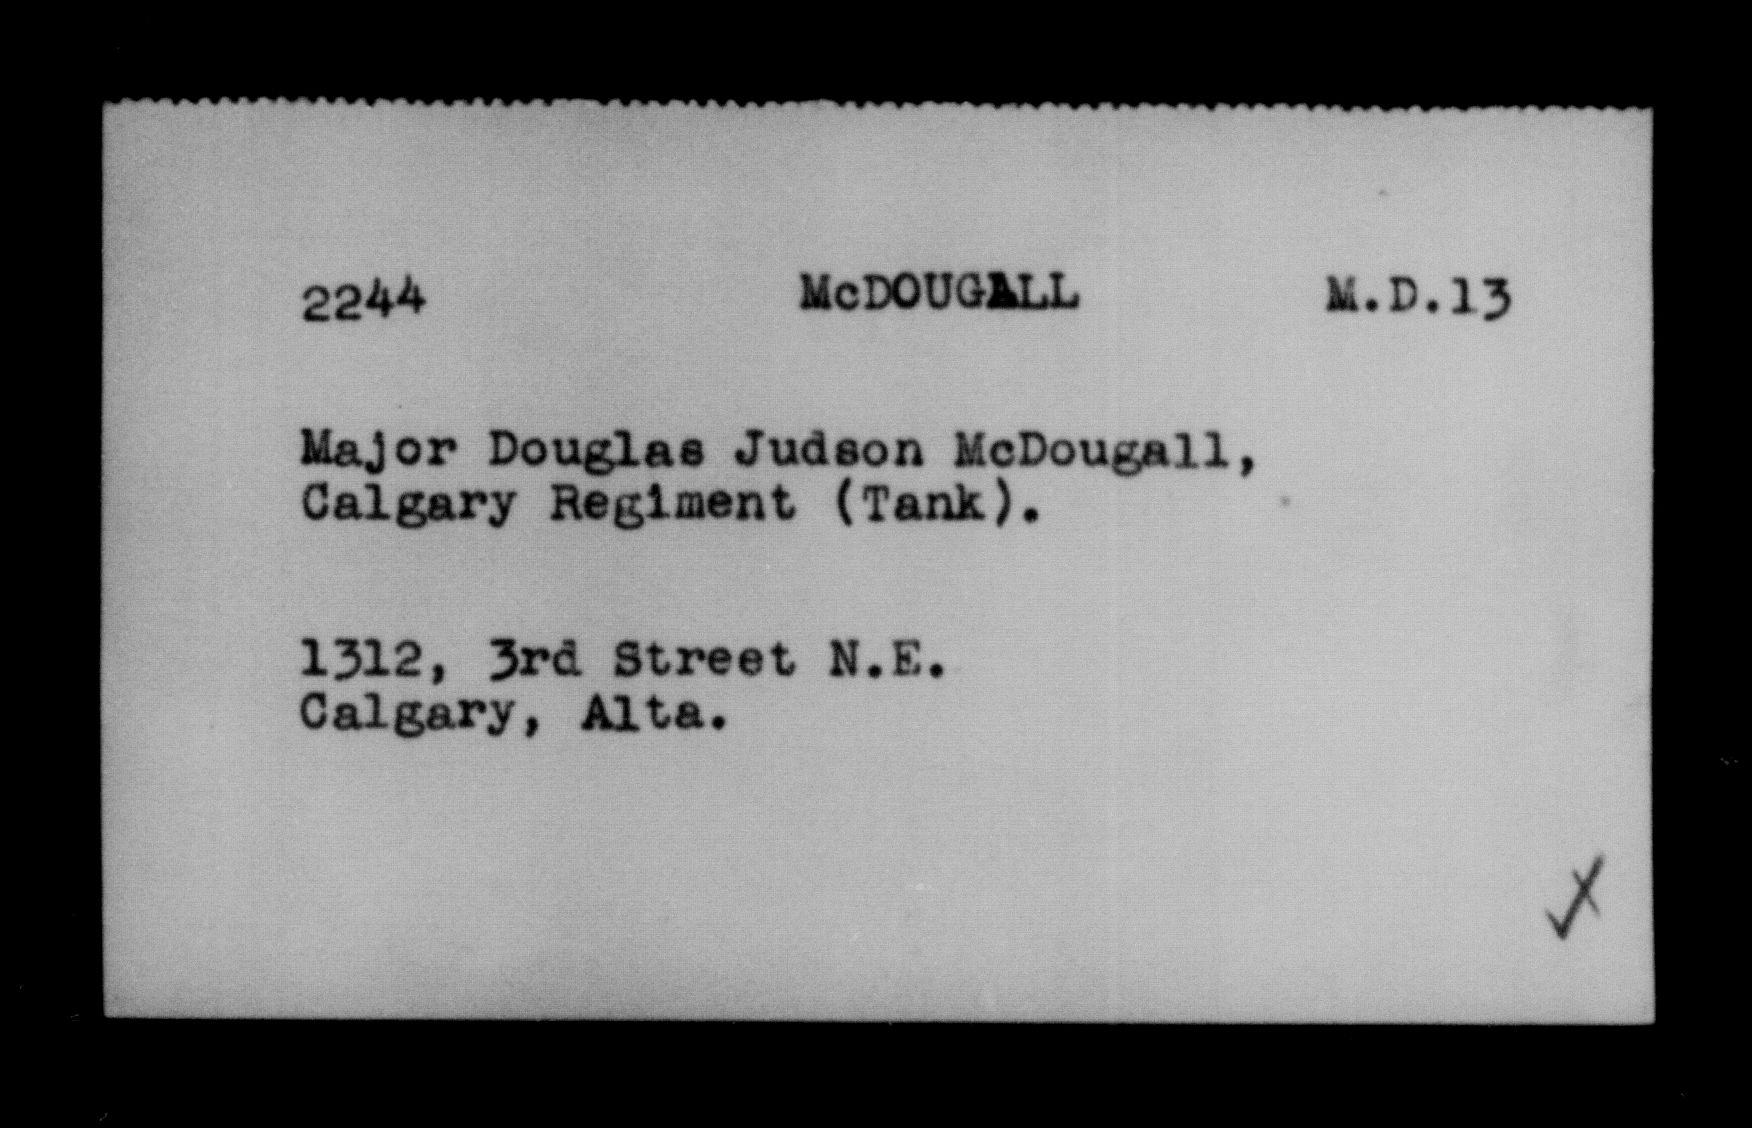 2244 McDOUGALL M.D.13
Major Douglas Judson McDougall,
Calgary Regiment (Tank).
1312, 3rd Street N.E.
Calgary, Alta.